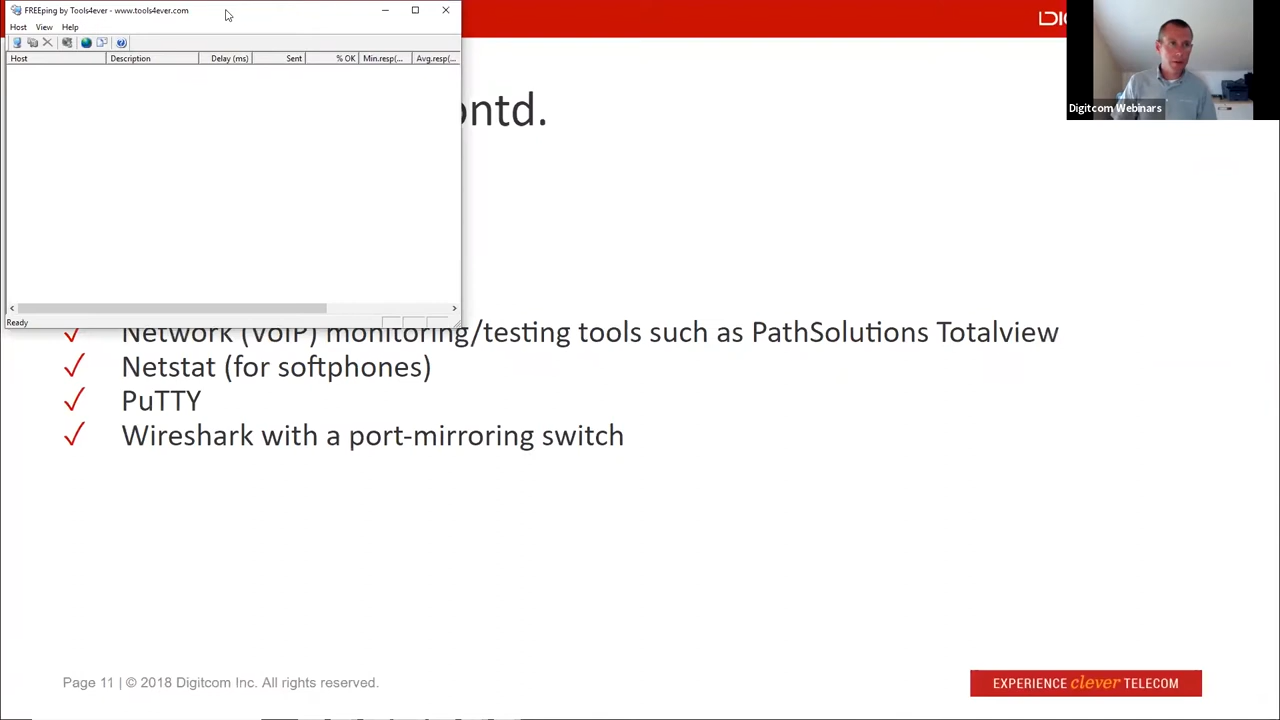 FREEping by Tools4ever - www.tools4ever.com
Host View Help
Host Description Delay (ms) Sent % OK Min.resp(... Avg.resp(...
Ready
Digitcom Webinars
ontd.
Network (VoIP) monitoring/testing tools such as PathSolutions Totalview
Netstat (for softphones)
PuTTY
Wireshark with a port-mirroring switch
Page 11 | © 2018 Digitcom Inc. All rights reserved.
EXPERIENCE clever TELECOM